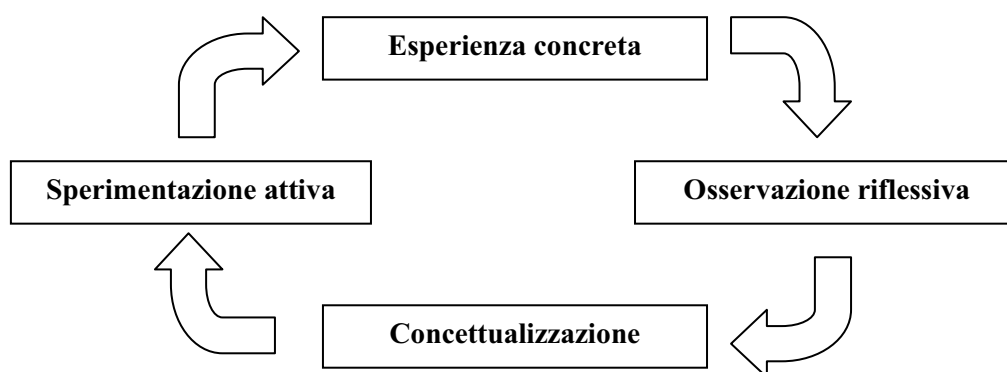 Esperienza concreta
Sperimentazione attiva
Osservazione riflessiva
Concettualizzazione